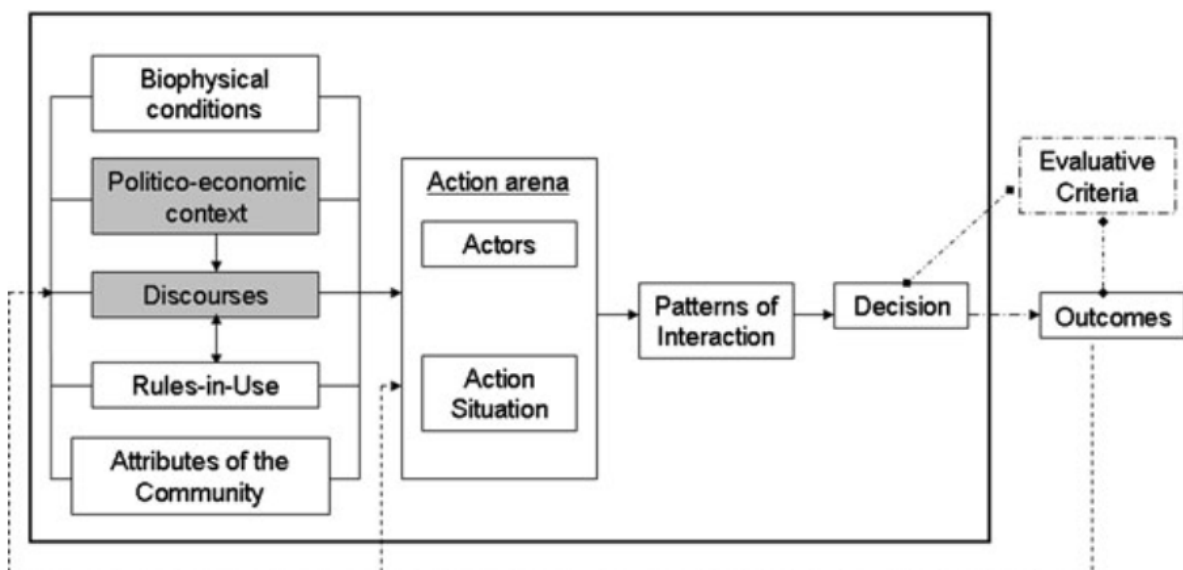 Biophysical
conditions
Politico-economic
context
Discourses
Rules-in-Use
Attributes of the
Community
Action arena
Actors
Action
Situation
Patterns of
Interaction
Decision
Evaluative
Criteria
Outcomes